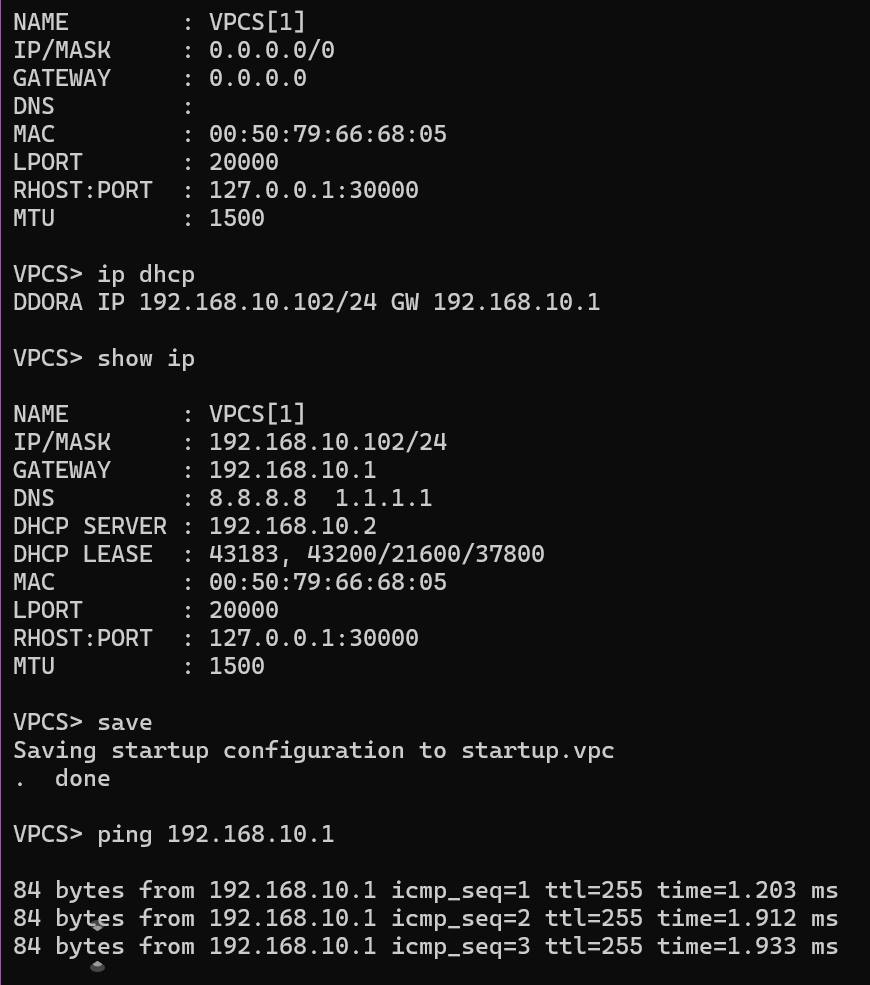 NAME        : VPCS[1]
IP/MASK     : 0.0.0.0/0
GATEWAY     : 0.0.0.0
DNS         :
MAC         : 00:50:79:66:68:05
LPORT       : 20000
RHOST:PORT  : 127.0.0.1:30000
MTU         : 1500

VPCS> ip dhcp
DDORA IP 192.168.10.102/24 GW 192.168.10.1

VPCS> show ip

NAME        : VPCS[1]
IP/MASK     : 192.168.10.102/24
GATEWAY     : 192.168.10.1
DNS         : 8.8.8.8  1.1.1.1
DHCP SERVER : 192.168.10.2
DHCP LEASE  : 43183, 43200/21600/37800
MAC         : 00:50:79:66:68:05
LPORT       : 20000
RHOST:PORT  : 127.0.0.1:30000
MTU         : 1500

VPCS> save
Saving startup configuration to startup.vpc
.  done

VPCS> ping 192.168.10.1

84 bytes from 192.168.10.1 icmp_seq=1 ttl=255 time=1.203 ms
84 bytes from 192.168.10.1 icmp_seq=2 ttl=255 time=1.912 ms
84 bytes from 192.168.10.1 icmp_seq=3 ttl=255 time=1.933 ms